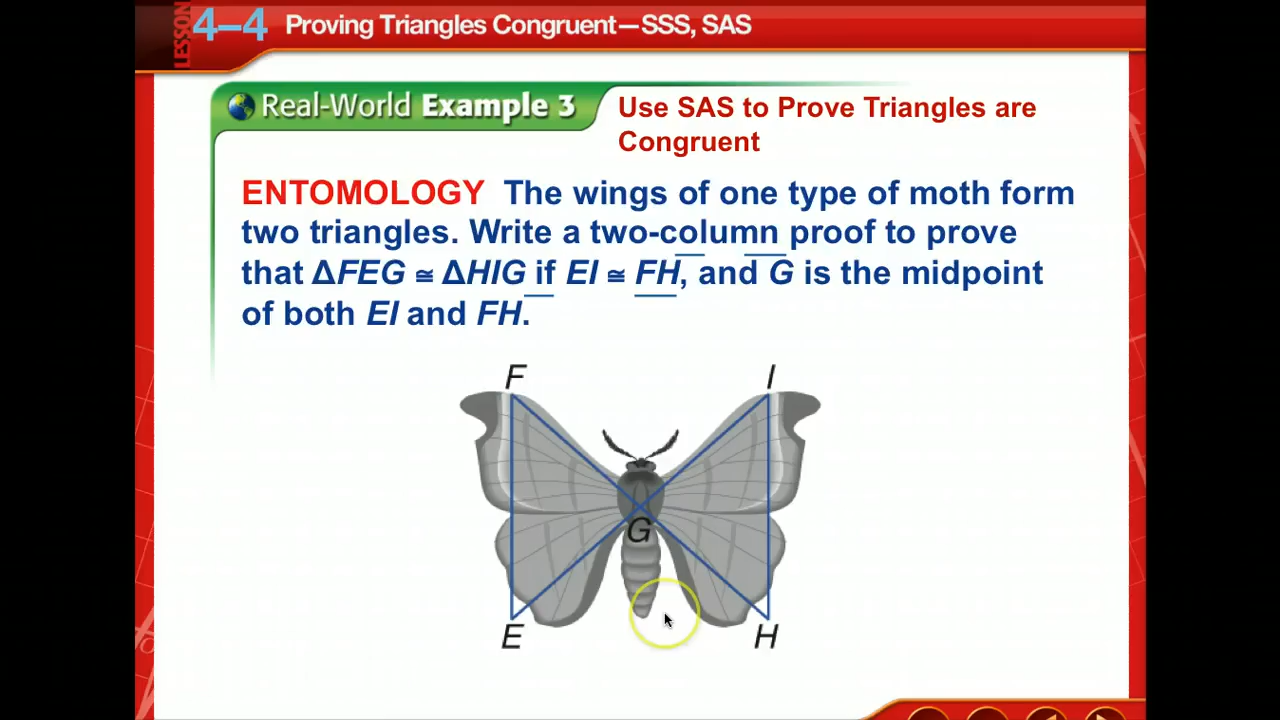 LESSON 4–4 Proving Triangles Congruent—SSS, SAS
Real-World Example 3
Use SAS to Prove Triangles are
Congruent
ENTOMOLOGY The wings of one type of moth form
two triangles. Write a two-column proof to prove
that ΔFEG ≅ ΔHIG if EI ≅ FH, and G is the midpoint
of both EI and FH.
F I
G
E H